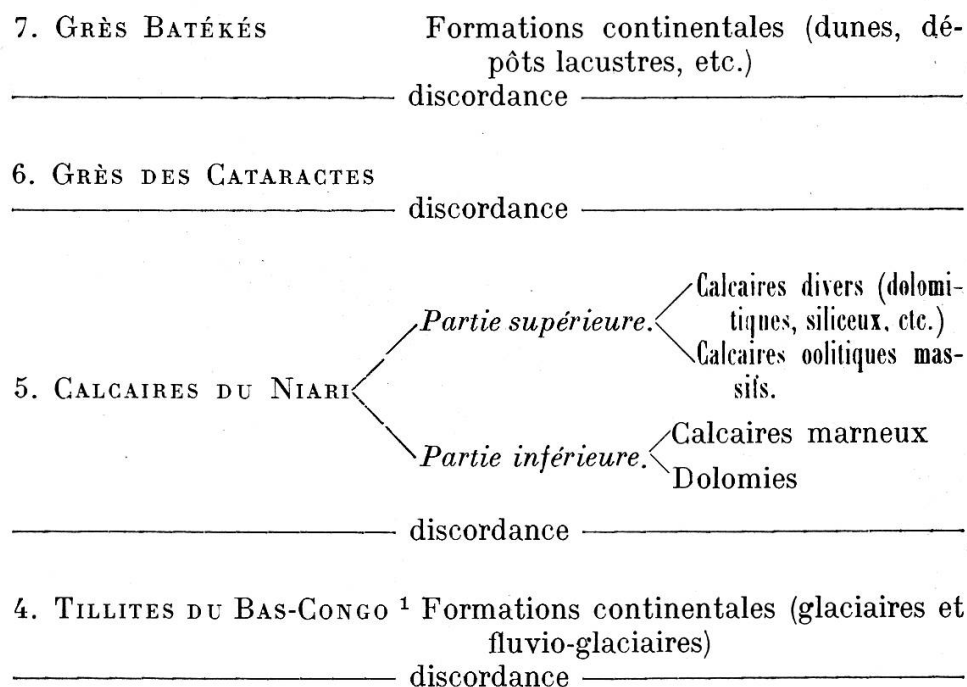 7. GRÈS BATÉKÉS Formations continentales (dunes, dé-
pôts lacustres, etc.)
discordance
6. GRÈS DES CATARACTES
discordance
Calcaires divers (dolomi-
Partie supérieure. tiques, siliceux, etc.)
Calcaires oolitiques mas-
5. CALCAIRES DU NIARI sifs.
Calcaires marneux
Partie inférieure.
Dolomies
discordance
4. TILLITES DU BAS-CONGO ¹ Formations continentales (glaciaires et
fluvio-glaciaires)
discordance